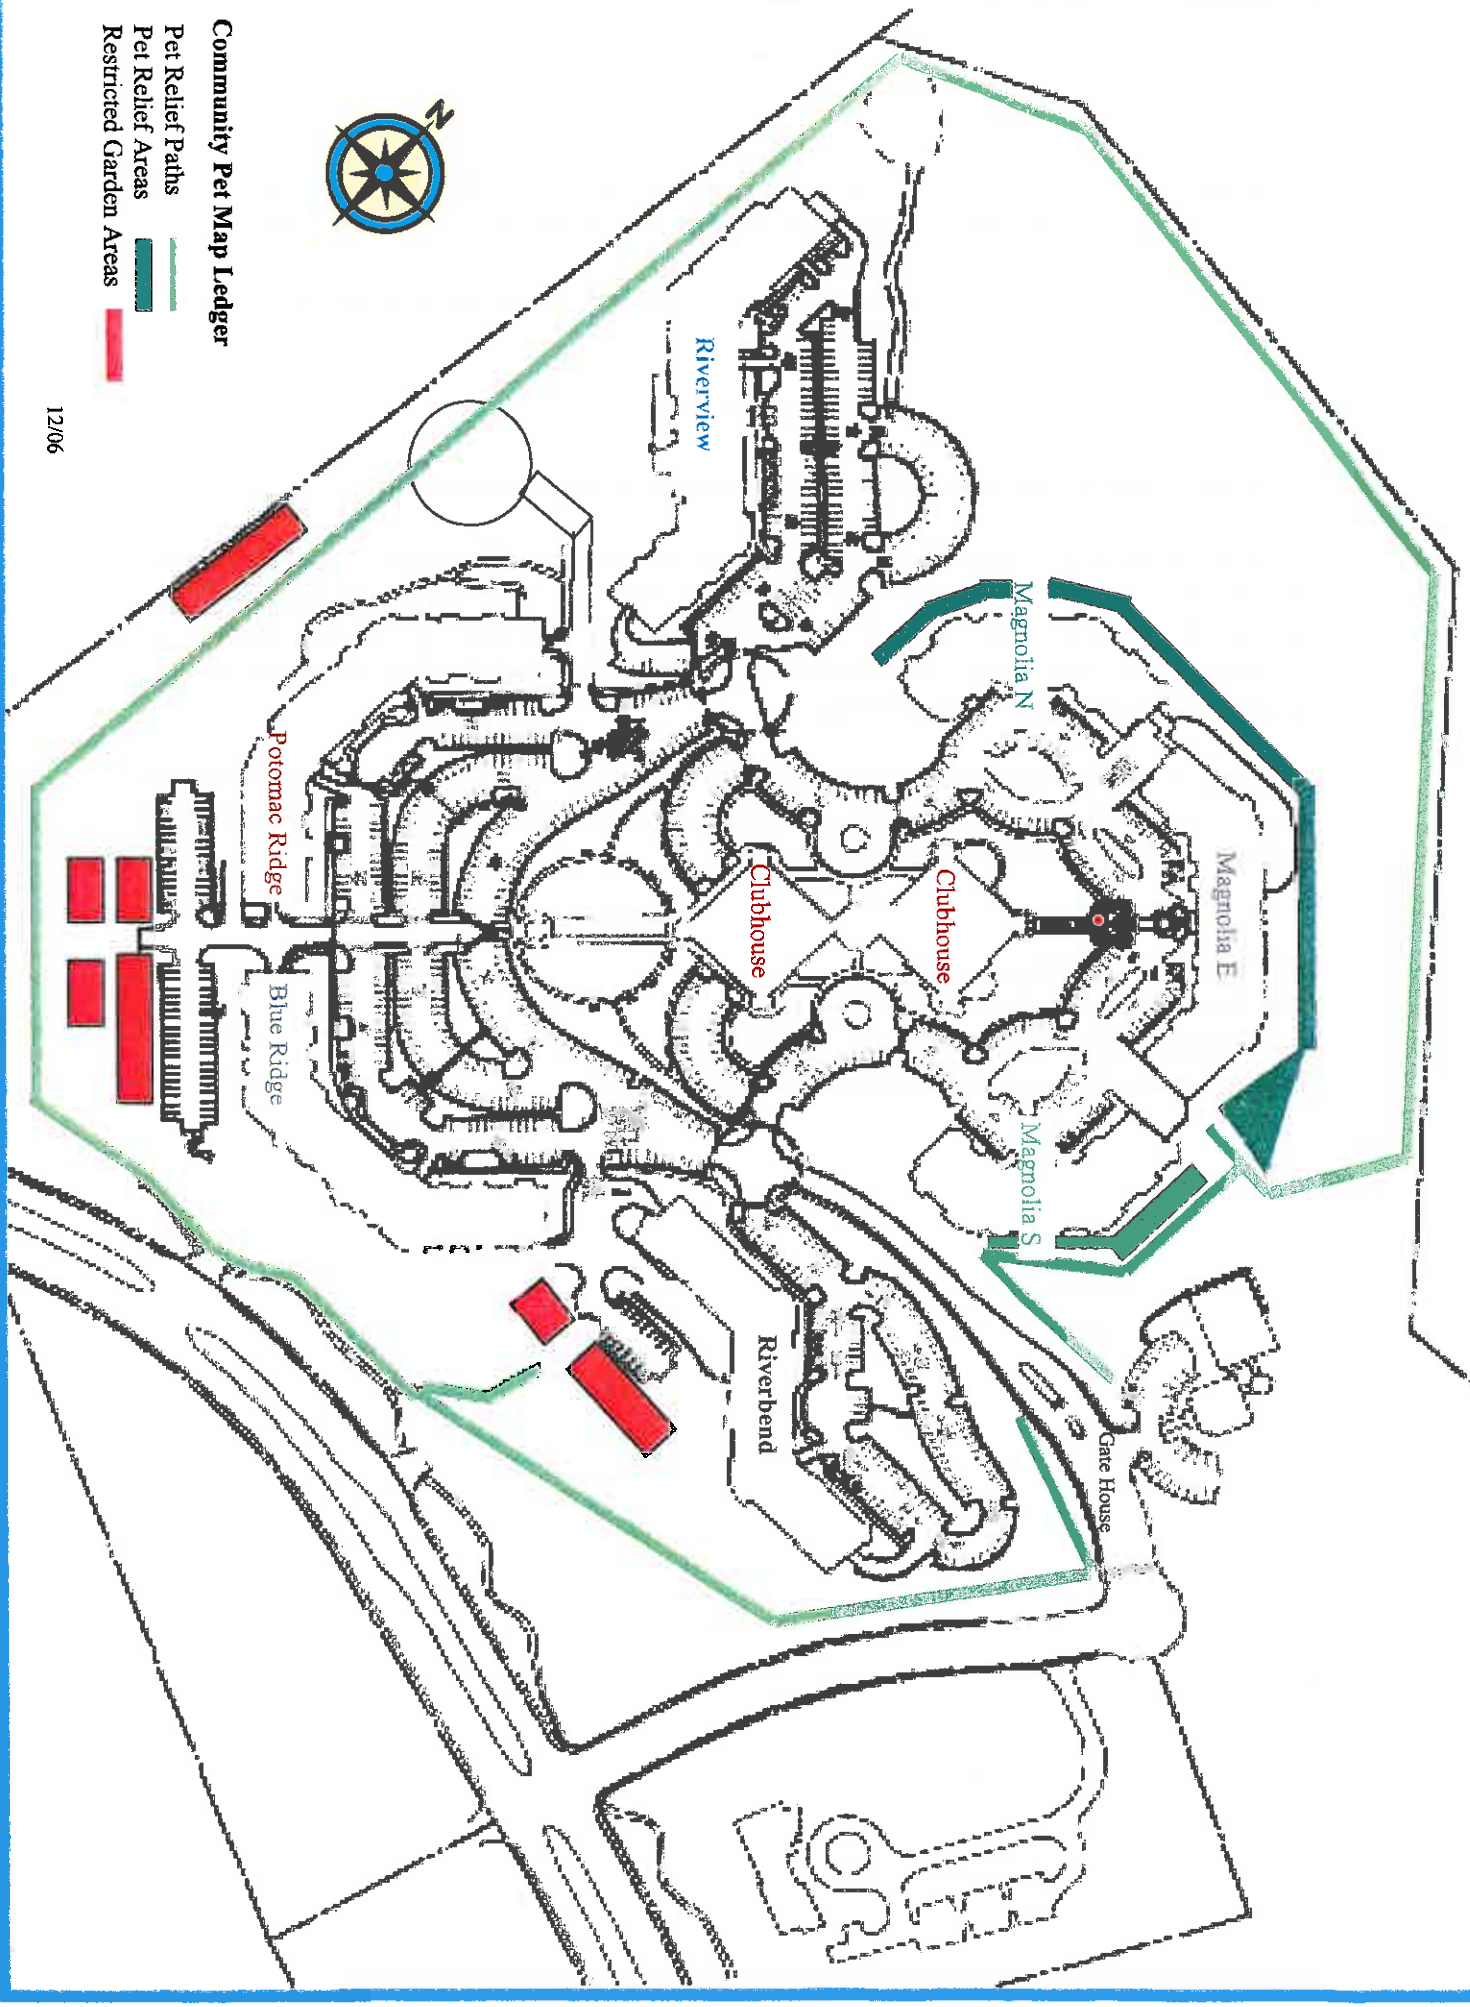 Community Pet Map Ledger
Pet Relief Paths
Pet Relief Areas
Restricted Garden Areas
12/06
N
Riverview
Potomac Ridge
Blue Ridge
Clubhouse
Clubhouse
Magnolia N
Magnolia E
Magnolia S
Riverbend
Gate House